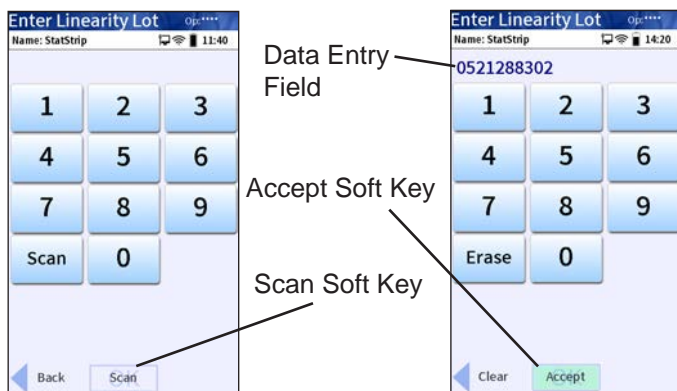 Enter Linearity Lot Op:····
Name: StatStrip 11:40
1 2 3
4 5 6
7 8 9
Scan 0
Back Scan
Data Entry
Field
Accept Soft Key
Scan Soft Key
Enter Linearity Lot Op:····
Name: StatStrip 14:20
0521288302
1 2 3
4 5 6
7 8 9
Erase 0
Clear Accept